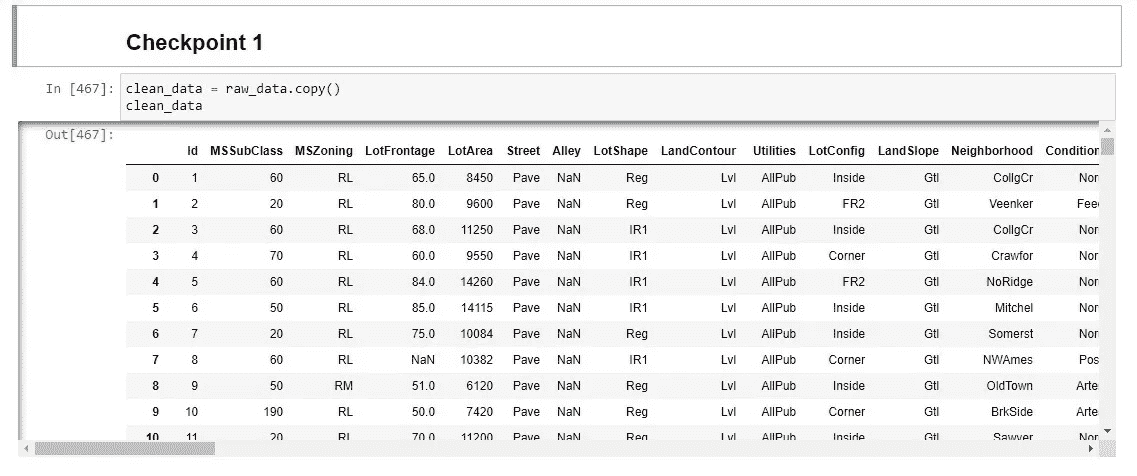 Checkpoint 1
In [467]: clean_data = raw_data.copy()
clean_data
Out[467]:
Id MSSubClass MSZoning LotFrontage LotArea Street Alley LotShape LandContour Utilities LotConfig LandSlope Neighborhood Condition
0 1 60 RL 65.0 8450 Pave NaN Reg Lvl AllPub Inside Gtl CollgCr Nor
1 2 20 RL 80.0 9600 Pave NaN Reg Lvl AllPub FR2 Gtl Veenker Fee
2 3 60 RL 68.0 11250 Pave NaN IR1 Lvl AllPub Inside Gtl CollgCr Nor
3 4 70 RL 60.0 9550 Pave NaN IR1 Lvl AllPub Corner Gtl Crawfor Nor
4 5 60 RL 84.0 14260 Pave NaN IR1 Lvl AllPub FR2 Gtl NoRidge Nor
5 6 50 RL 85.0 14115 Pave NaN IR1 Lvl AllPub Inside Gtl Mitchel Nor
6 7 20 RL 75.0 10084 Pave NaN Reg Lvl AllPub Inside Gtl Somerst Nor
7 8 60 RL NaN 10382 Pave NaN IR1 Lvl AllPub Corner Gtl NWAmes Pos
8 9 50 RM 51.0 6120 Pave NaN Reg Lvl AllPub Inside Gtl OldTown Arte
9 10 190 RL 50.0 7420 Pave NaN Reg Lvl AllPub Corner Gtl BrkSide Arte
10 11 20 RL 70.0 11200 Pave NaN Reg Lvl AllPub Inside Gtl Sawyer Nor